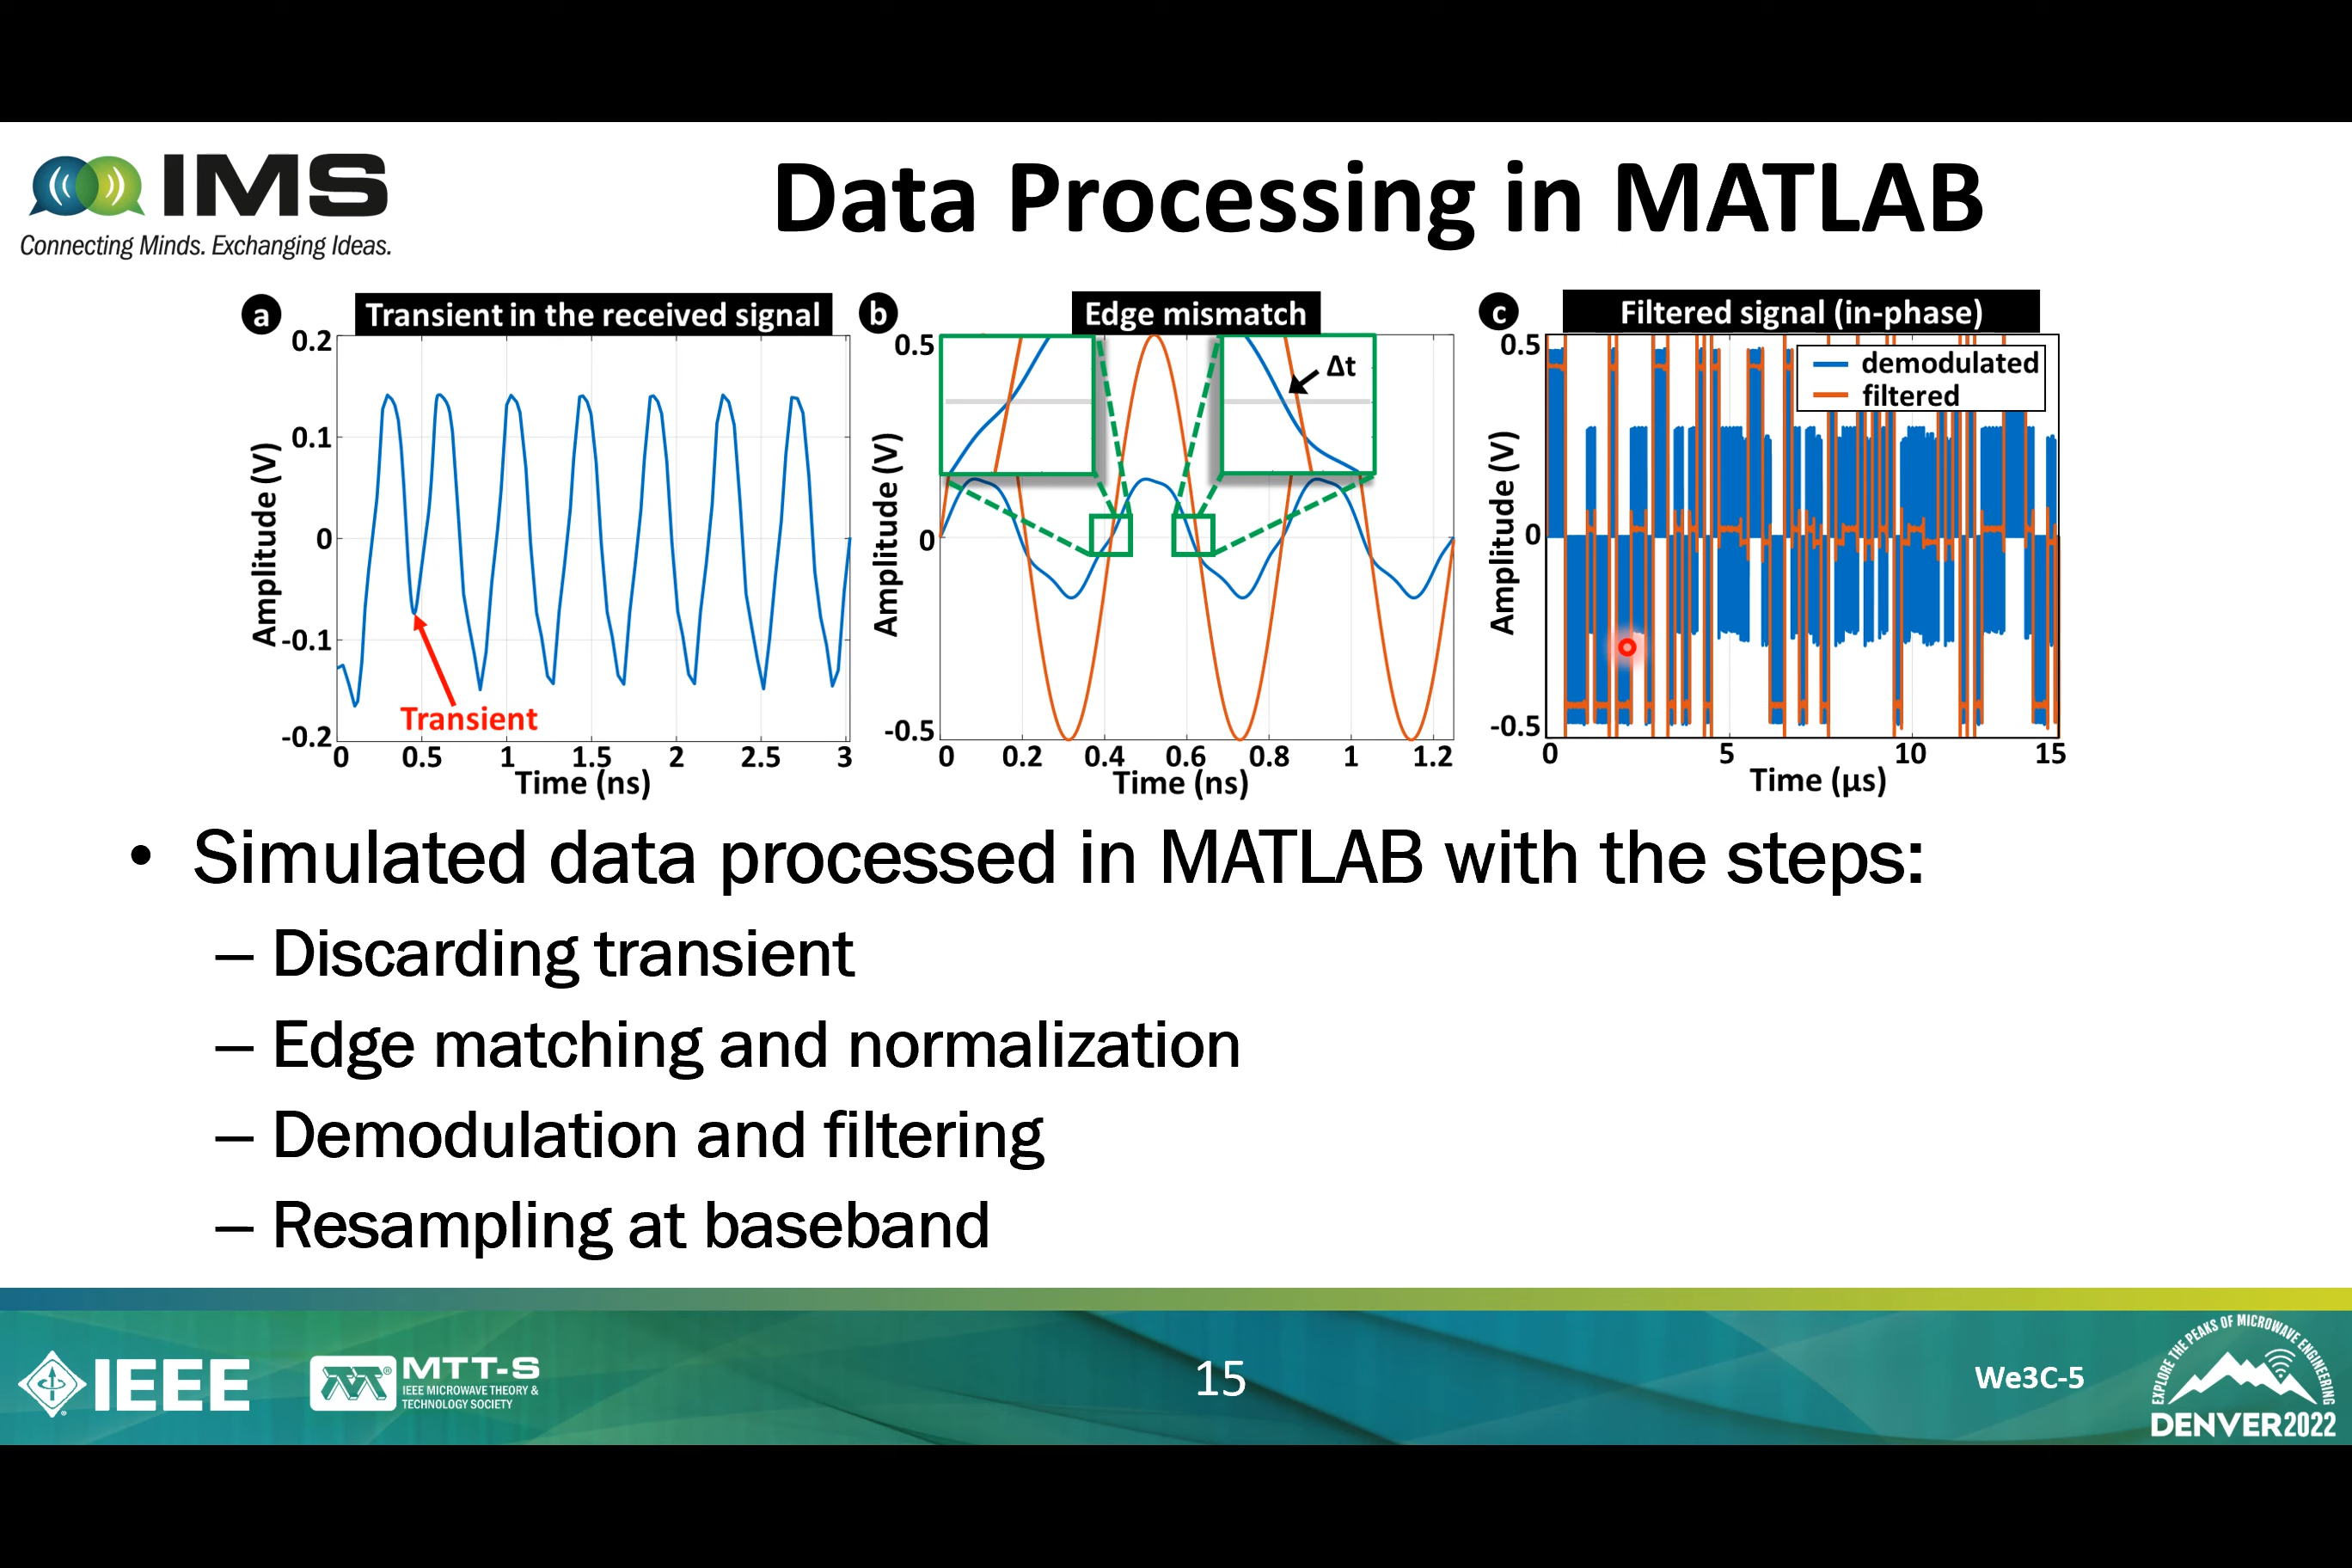 IMS
Connecting Minds. Exchanging Ideas.
Data Processing in MATLAB
a
Transient in the received signal
Amplitude (V)
0.2
0.1
0
-0.1
-0.2
Transient
0 0.5 1 1.5 2 2.5 3
Time (ns)
b
Edge mismatch
Amplitude (V)
0.5
0
-0.5
Δt
0 0.2 0.4 0.6 0.8 1 1.2
Time (ns)
c
Filtered signal (in-phase)
Amplitude (V)
0.5
0
-0.5
demodulated
filtered
0 5 10 15
Time (μs)
• Simulated data processed in MATLAB with the steps:
– Discarding transient
– Edge matching and normalization
– Demodulation and filtering
– Resampling at baseband
IEEE
MTT-S
IEEE MICROWAVE THEORY &
TECHNOLOGY SOCIETY
15
We3C-5
EXPLORE THE PEAKS OF MICROWAVE ENGINEERING
DENVER2022